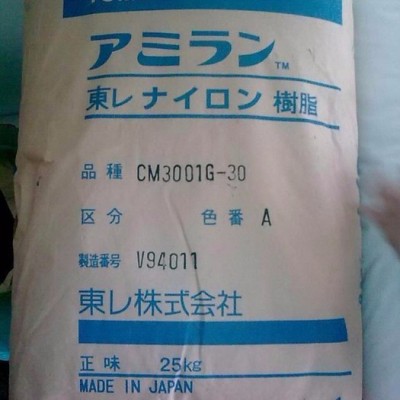 アミラン™
東レ ナイロン 樹脂
品種 CM3001G-30
区分 色番 A
製造番号 V94011
東レ株式会社
正味 25kg
MADE IN JAPAN